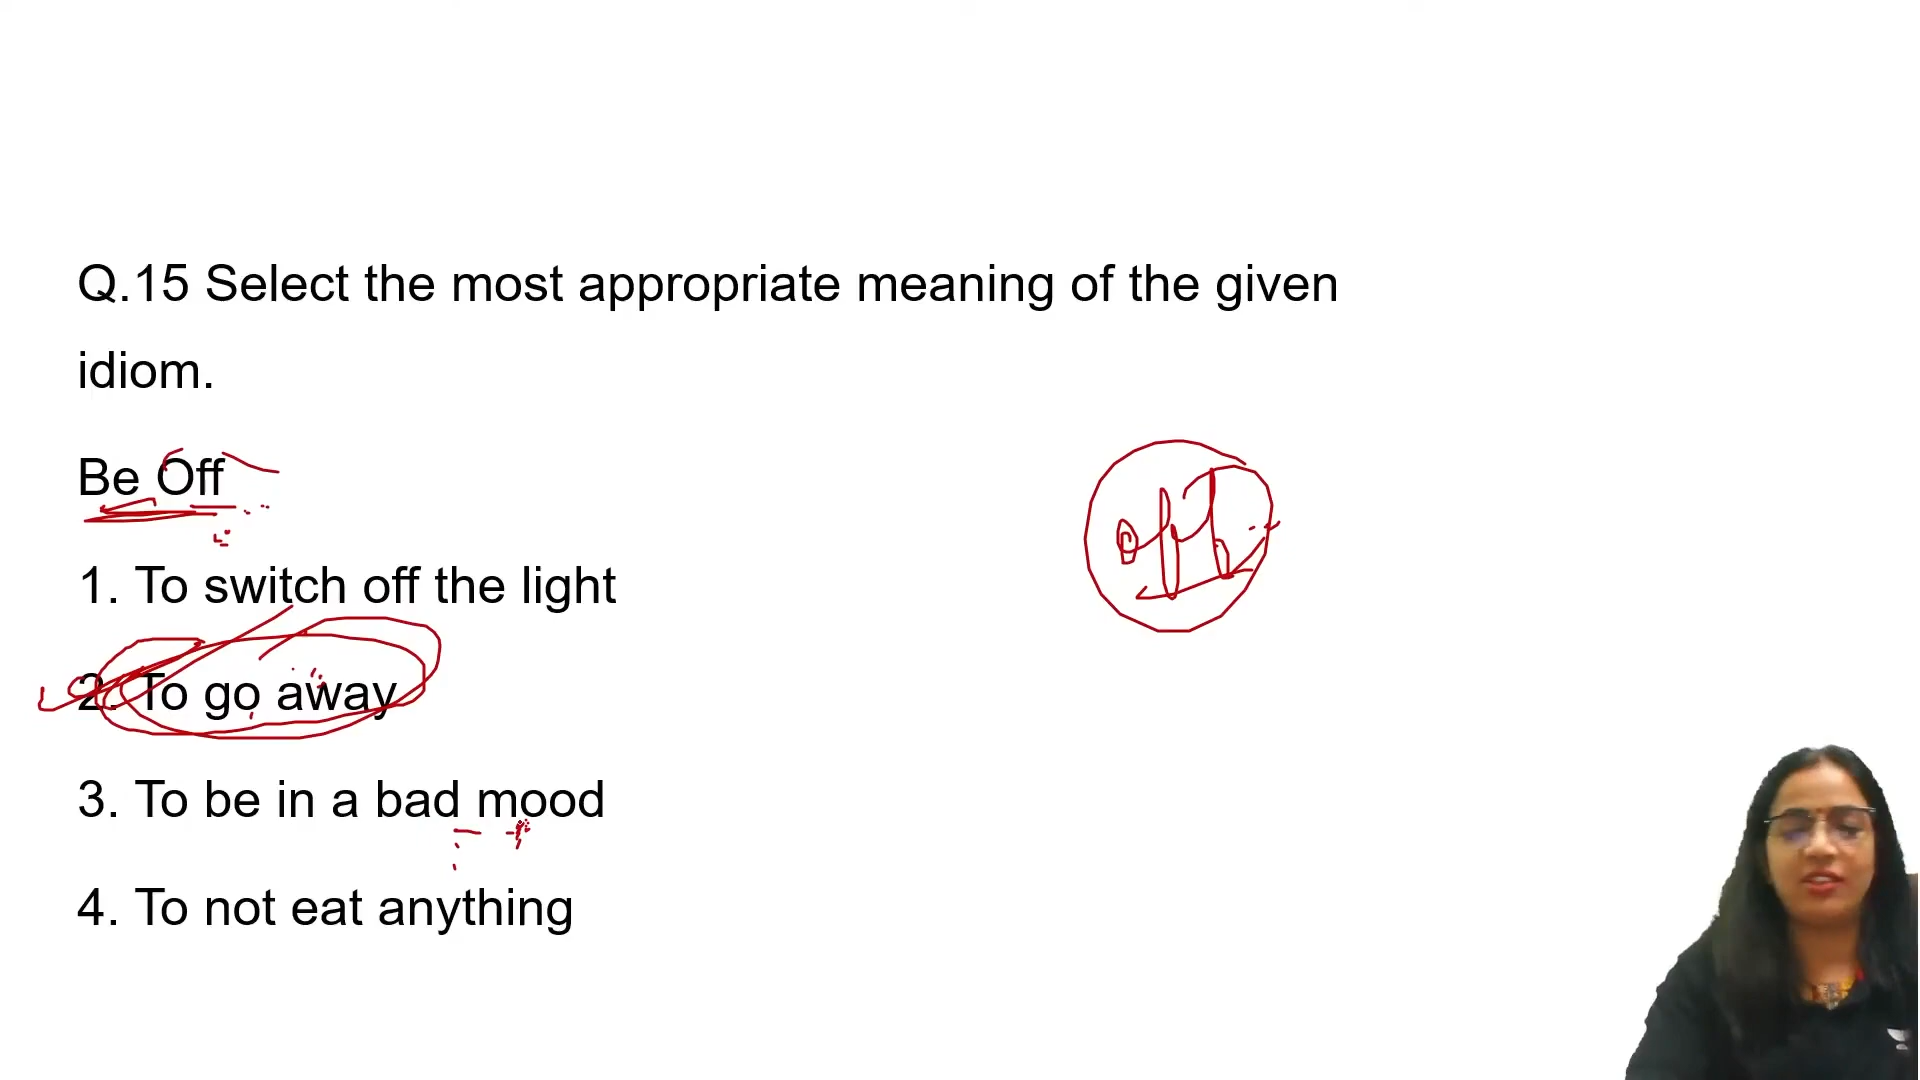 Q.15 Select the most appropriate meaning of the given
idiom.
Be Off
1. To switch off the light
2. To go away
3. To be in a bad mood
4. To not eat anything